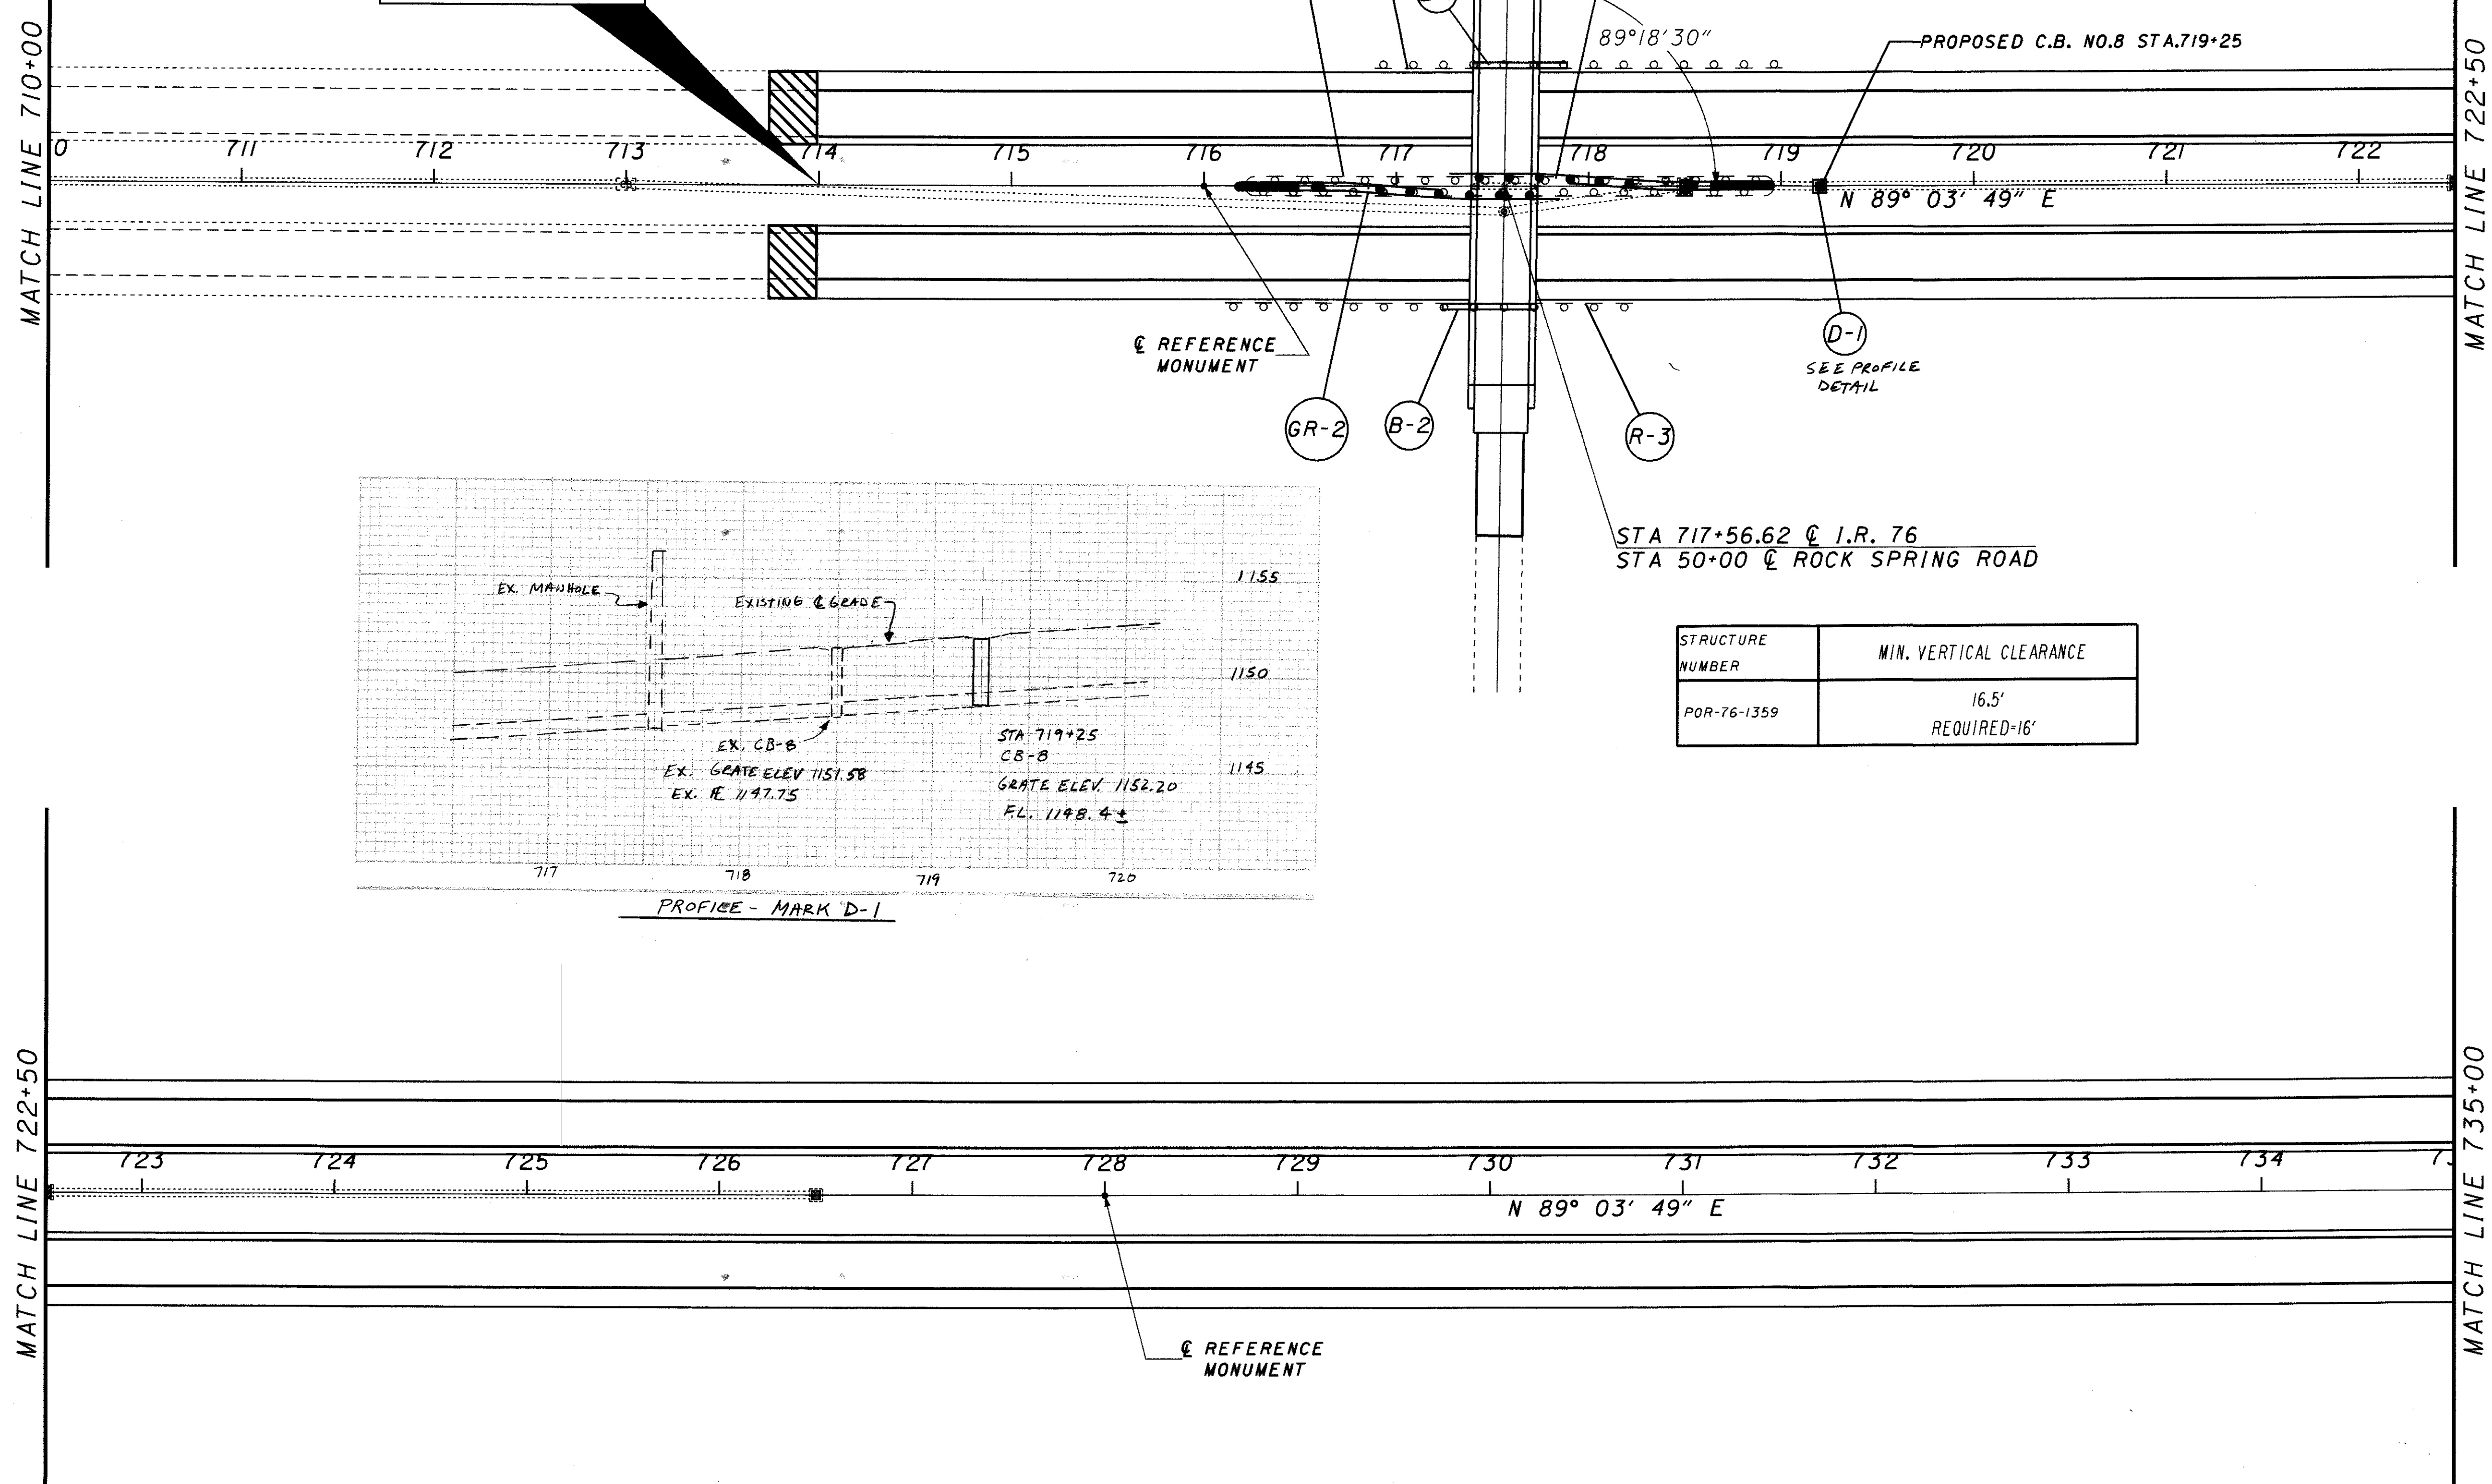 MATCH LINE 710+00
89°18'30"
PROPOSED C.B. NO.8 STA.719+25
MATCH LINE 722+50
0 711 712 713 714 715 716 717 718 719 720 721 722
N 89° 03' 49" E
℄ REFERENCE
MONUMENT
D-1
SEE PROFILE
DETAIL
GR-2
B-2
R-3
STA 717+56.62 ℄ I.R. 76
STA 50+00 ℄ ROCK SPRING ROAD
EX. MANHOLE
EXISTING ℄ GRADE
1155
1150
1145
EX. CB-8
EX. GRATE ELEV 1151.58
EX. FL 1147.75
STA 719+25
CB-8
GRATE ELEV. 1152.20
F.L. 1148.4±
717 718 719 720
PROFILE - MARK D-1
STRUCTURE
NUMBER
MIN. VERTICAL CLEARANCE
POR-76-1359
16.5'
REQUIRED=16'
MATCH LINE 722+50
723 724 725 726 727 728 729 730 731 732 733 734
N 89° 03' 49" E
℄ REFERENCE
MONUMENT
MATCH LINE 735+00